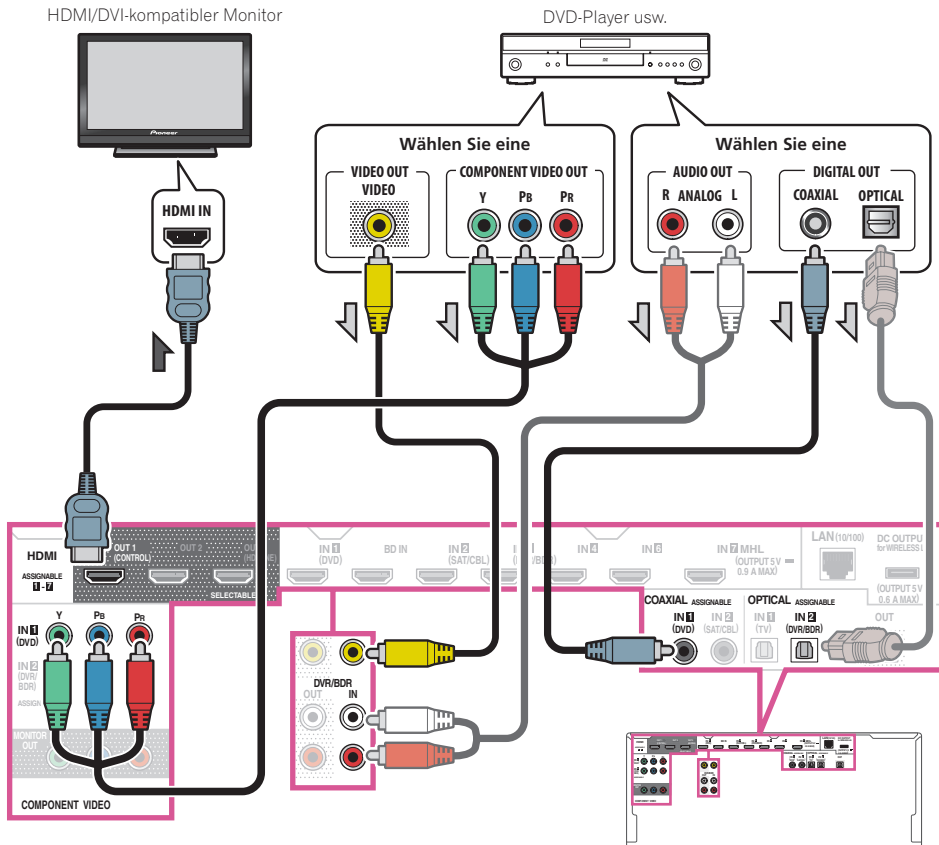 HDMI/DVI-kompatibler Monitor
DVD-Player usw.
Pioneer
HDMI IN
Wählen Sie eine
VIDEO OUT
VIDEO
COMPONENT VIDEO OUT
Y PB PR
Wählen Sie eine
AUDIO OUT
R ANALOG L
DIGITAL OUT
COAXIAL OPTICAL
HDMI
ASSIGNABLE
1-7
OUT 1
(CONTROL)
OUT 2
SELECTABLE
IN 1
(DVD)
BD IN
IN 2
(SAT/CBL)
IN 4
IN 6
IN 7 MHL
(OUTPUT 5 V
0.9 A MAX)
LAN (10/100)
DC OUTPU
for WIRELESS L
(OUTPUT 5 V
0.6 A MAX)
Y PB PR
IN 1
(DVD)
IN 2
(DVR/
BDR)
ASSIGN
MONITOR
OUT
COMPONENT VIDEO
DVR/BDR
OUT IN
COAXIAL ASSIGNABLE
IN 1
(DVD)
IN 2
(SAT/CBL)
OPTICAL ASSIGNABLE
IN 1
(TV)
IN 2
(DVR/BDR)
OUT